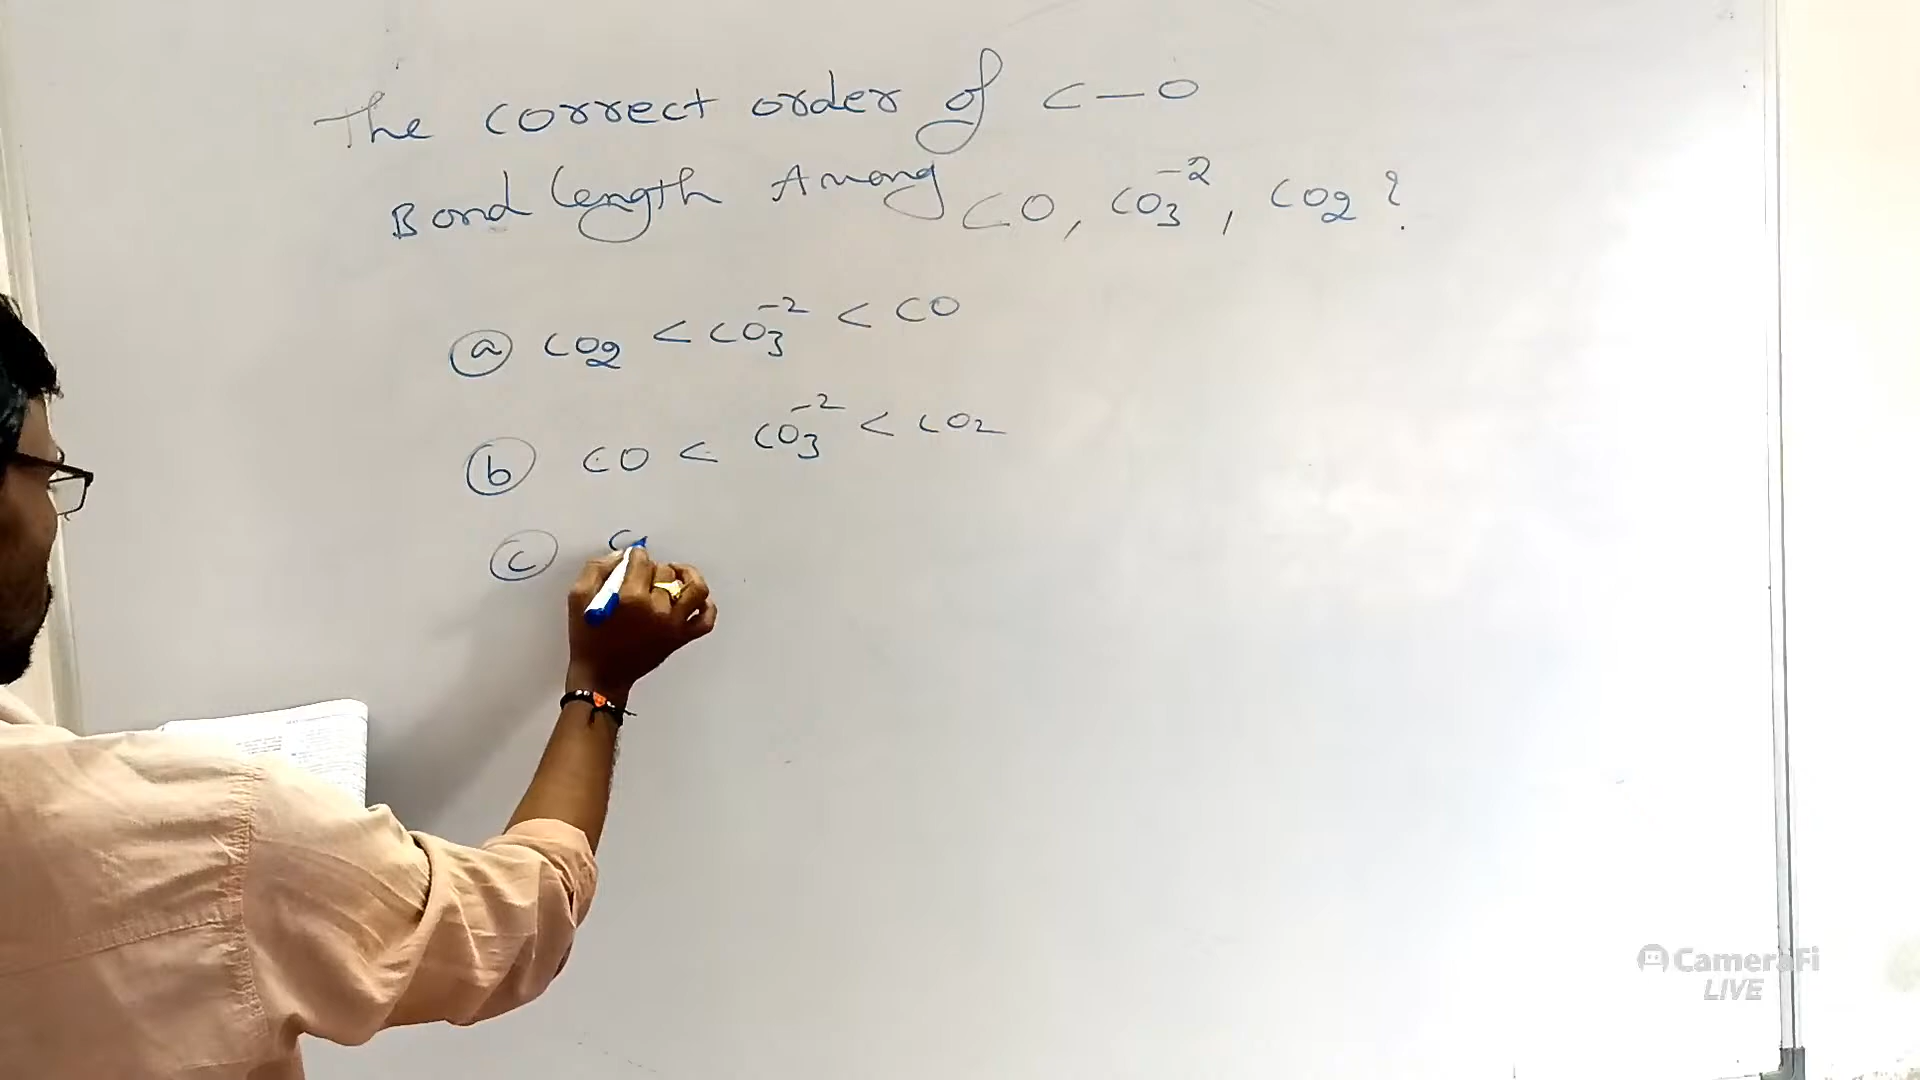 The correct order of C-O
Bond length Among CO, CO₃⁻², CO₂ ?
(a) CO₂ < CO₃⁻² < CO
(b) CO < CO₃⁻² < CO₂
(c) C
CameraFi
LIVE